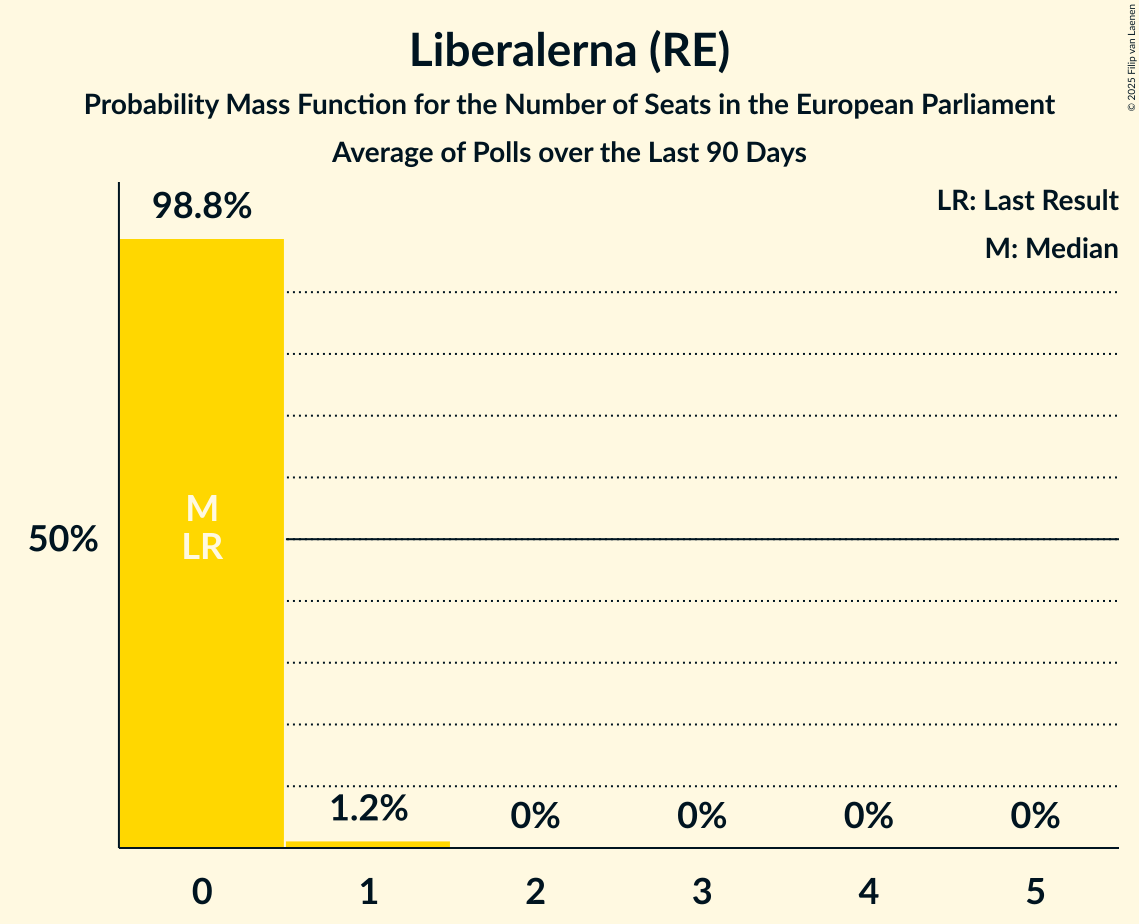 Liberalerna (RE)
Probability Mass Function for the Number of Seats in the European Parliament
Average of Polls over the Last 90 Days
© 2025 Filip van Laenen
LR: Last Result
M: Median
98.8%
M
LR
50%
1.2%
0%
0%
0%
0%
0
1
2
3
4
5